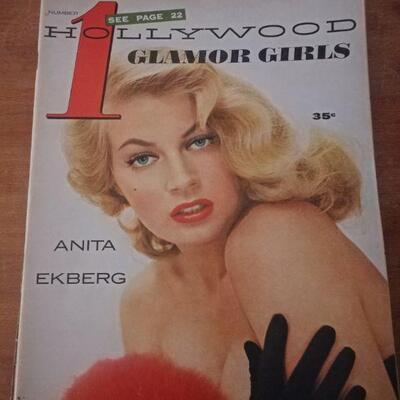 NUMBER
1
SEE PAGE 22
HOLLYWOOD
GLAMOR GIRLS
35¢
ANITA
EKBERG